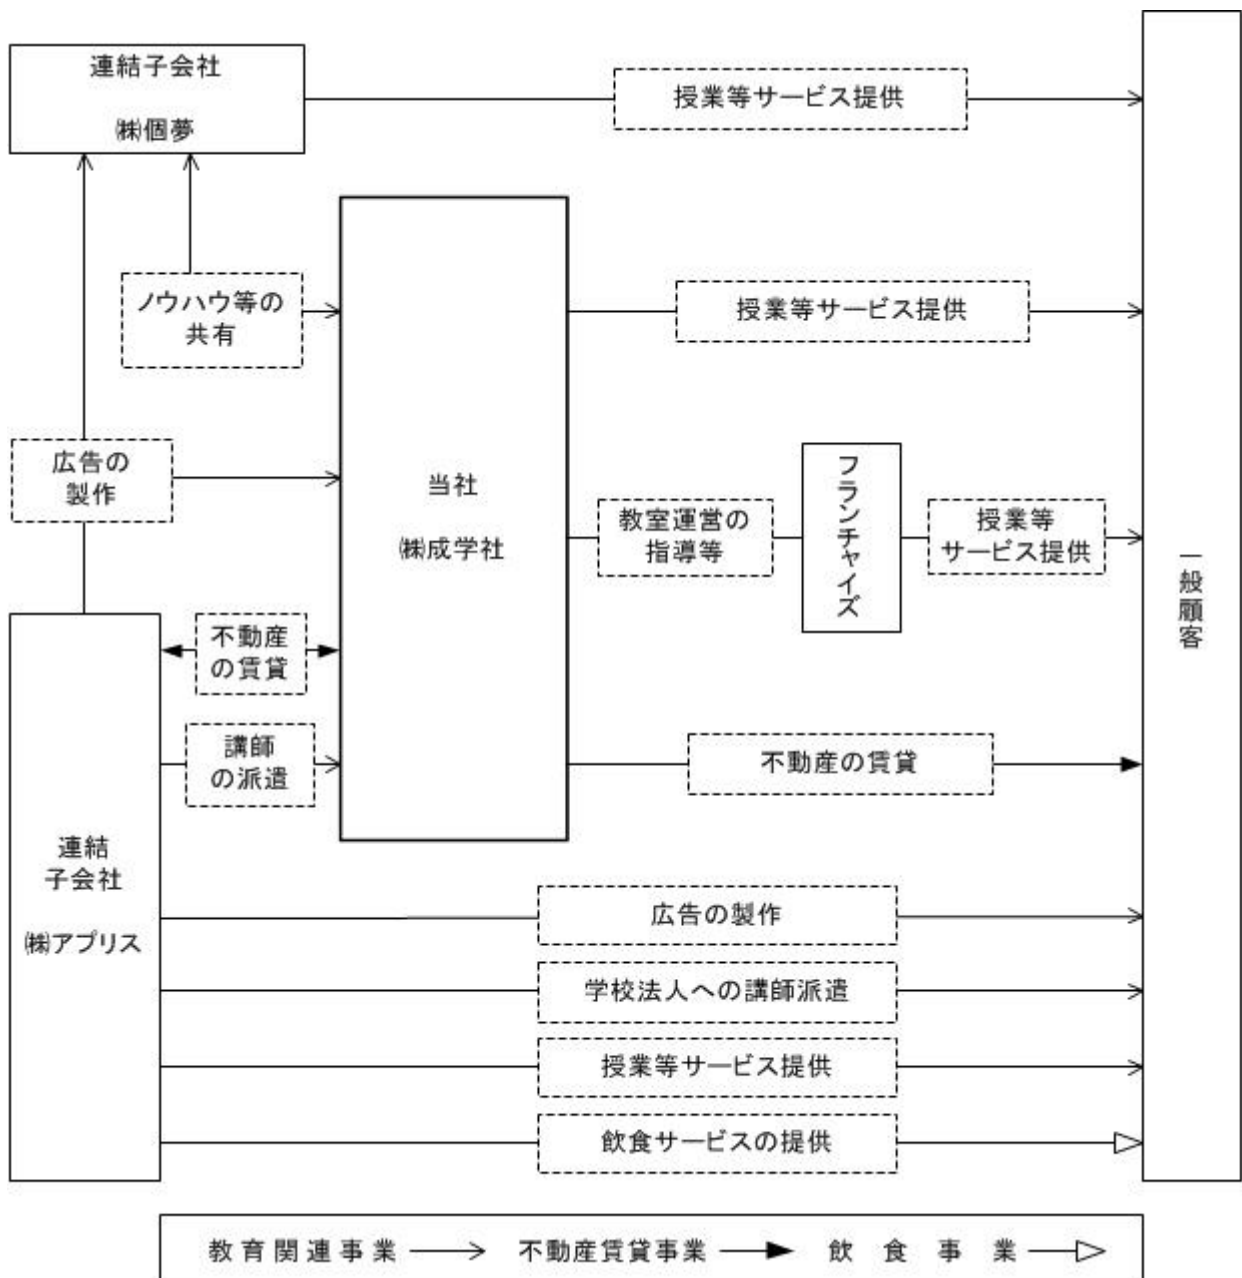 連結子会社
㈱個夢
授業等サービス提供
ノウハウ等の
共有
授業等サービス提供
広告の
製作
当社
㈱成学社
教室運営の
指導等
フランチャイズ
授業等
サービス提供
一般顧客
不動産
の賃貸
講師
の派遣
不動産の賃貸
連結
子会社
㈱アプリス
広告の製作
学校法人への講師派遣
授業等サービス提供
飲食サービスの提供
教育関連事業 不動産賃貸事業 飲食事業